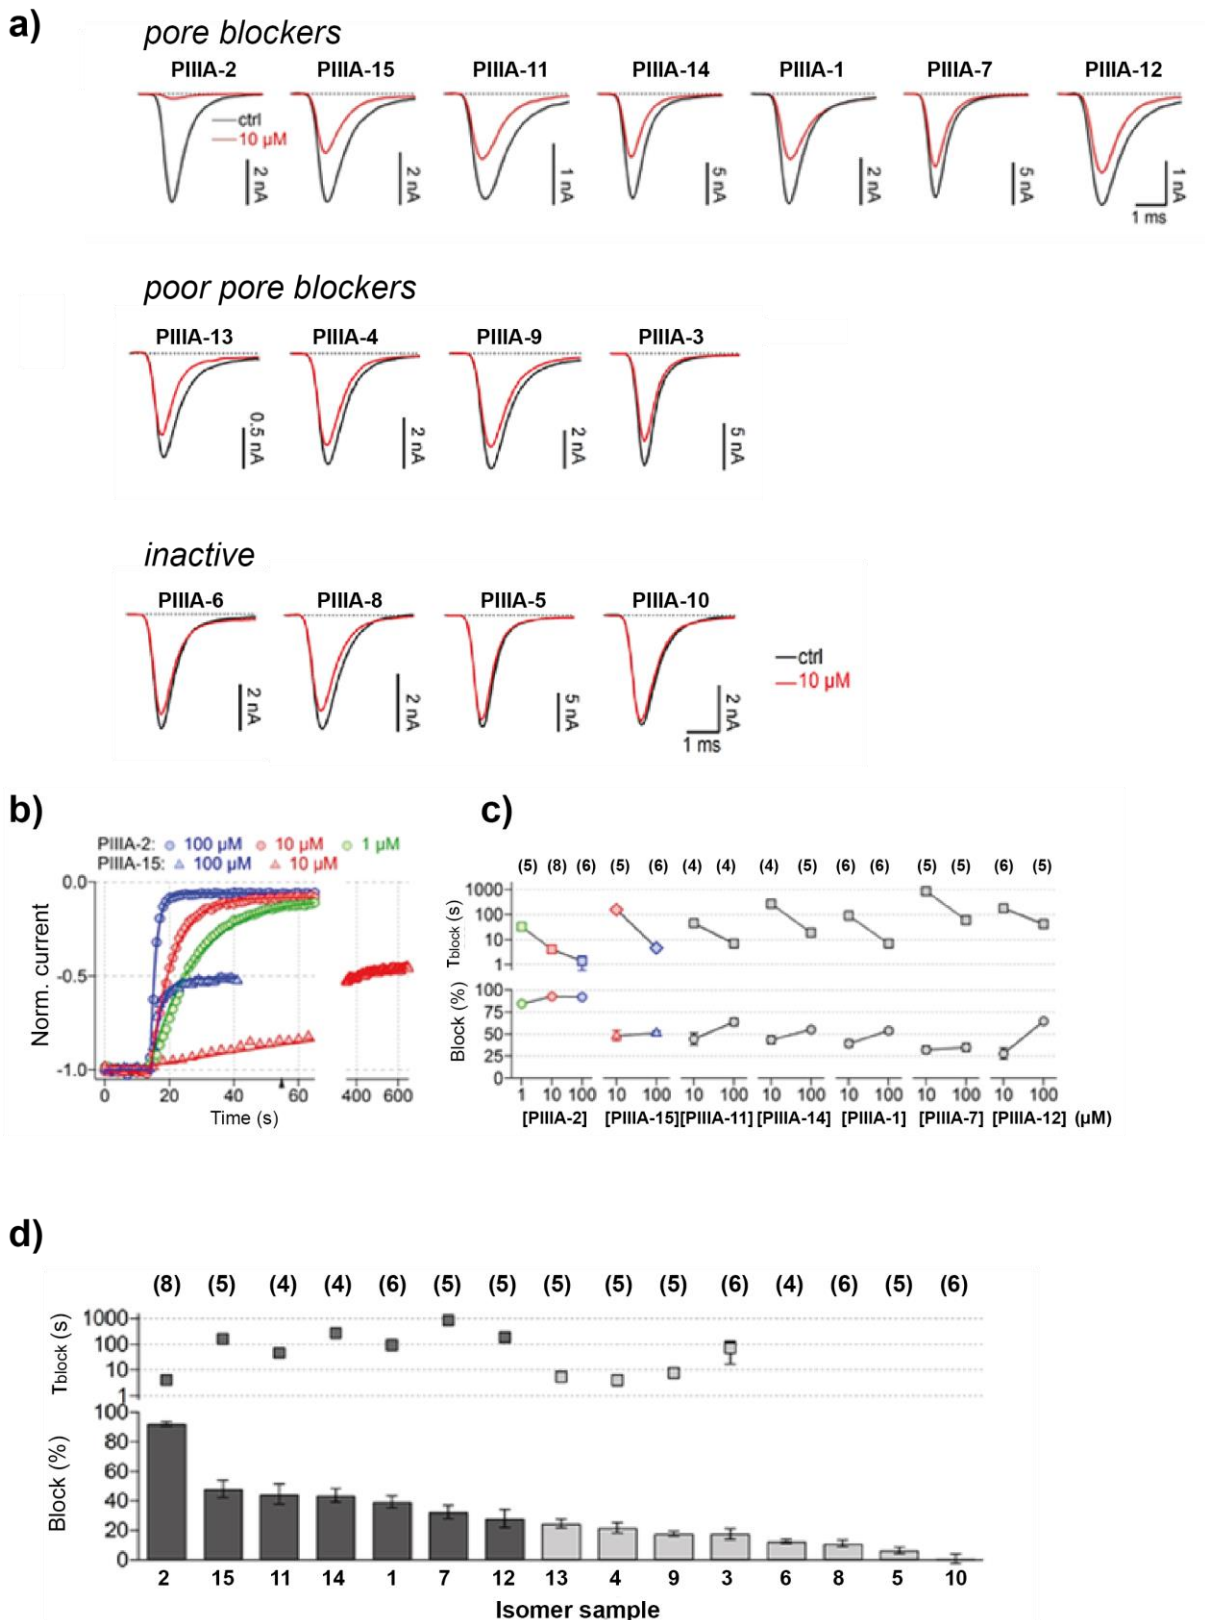 a)
pore blockers
PIIIA-2 PIIIA-15 PIIIA-11 PIIIA-14 PIIIA-1 PIIIA-7 PIIIA-12
ctrl
10 µM
2 nA 2 nA 1 nA 5 nA 2 nA 5 nA 1 nA
1 ms
poor pore blockers
PIIIA-13 PIIIA-4 PIIIA-9 PIIIA-3
0.5 nA 2 nA 2 nA 5 nA
inactive
PIIIA-6 PIIIA-8 PIIIA-5 PIIIA-10
ctrl
10 µM
2 nA 2 nA 5 nA 2 nA
1 ms
b)
PIIIA-2: 100 µM 10 µM 1 µM
PIIIA-15: 100 µM 10 µM
0.0
-0.5
-1.0
Norm. current
0 20 40 60 400 600
Time (s)
c)
(5) (8) (6) (5) (6) (4) (4) (4) (5) (6) (6) (5) (5) (6) (5)
1000
100
10
1
τblock (s)
100
75
50
25
0
Block (%)
1 10 100 10 100 10 100 10 100 10 100 10 100 10 100
[PIIIA-2] [PIIIA-15] [PIIIA-11] [PIIIA-14] [PIIIA-1] [PIIIA-7] [PIIIA-12] (µM)
d)
(8) (5) (4) (4) (6) (5) (5) (5) (5) (5) (6) (4) (6) (5) (6)
1000
100
10
1
τblock (s)
100
80
60
40
20
0
Block (%)
2 15 11 14 1 7 12 13 4 9 3 6 8 5 10
Isomer sample